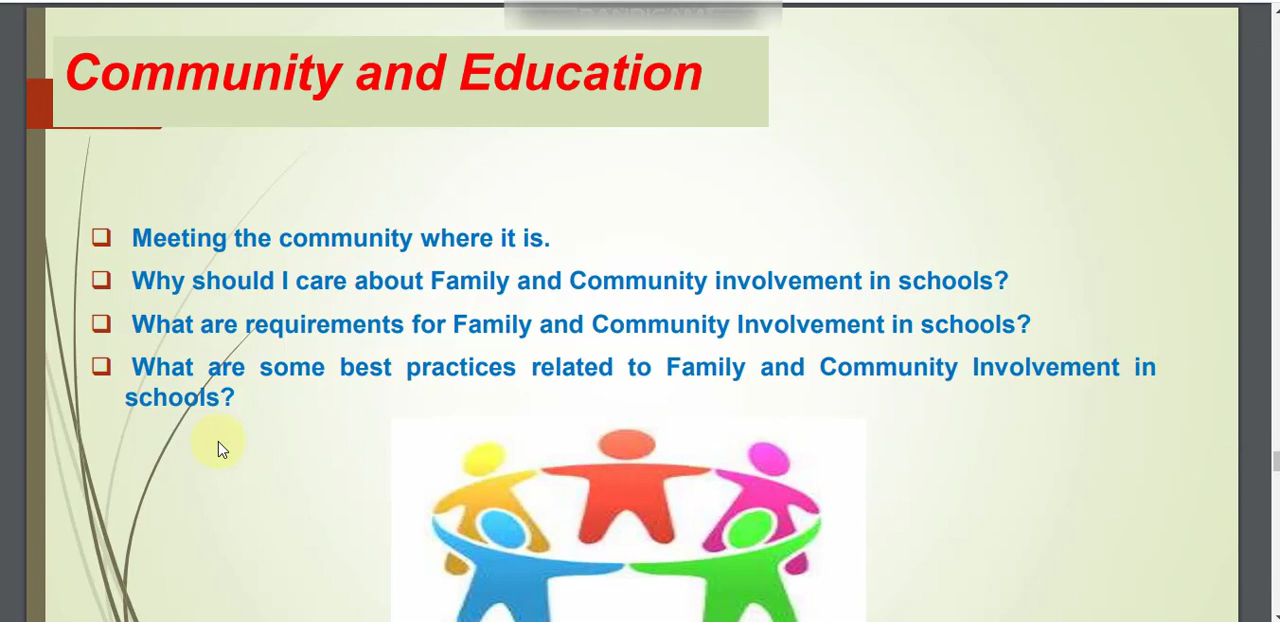 Community and Education
❑ Meeting the community where it is.
❑ Why should I care about Family and Community involvement in schools?
❑ What are requirements for Family and Community Involvement in schools?
❑ What are some best practices related to Family and Community Involvement in
schools?